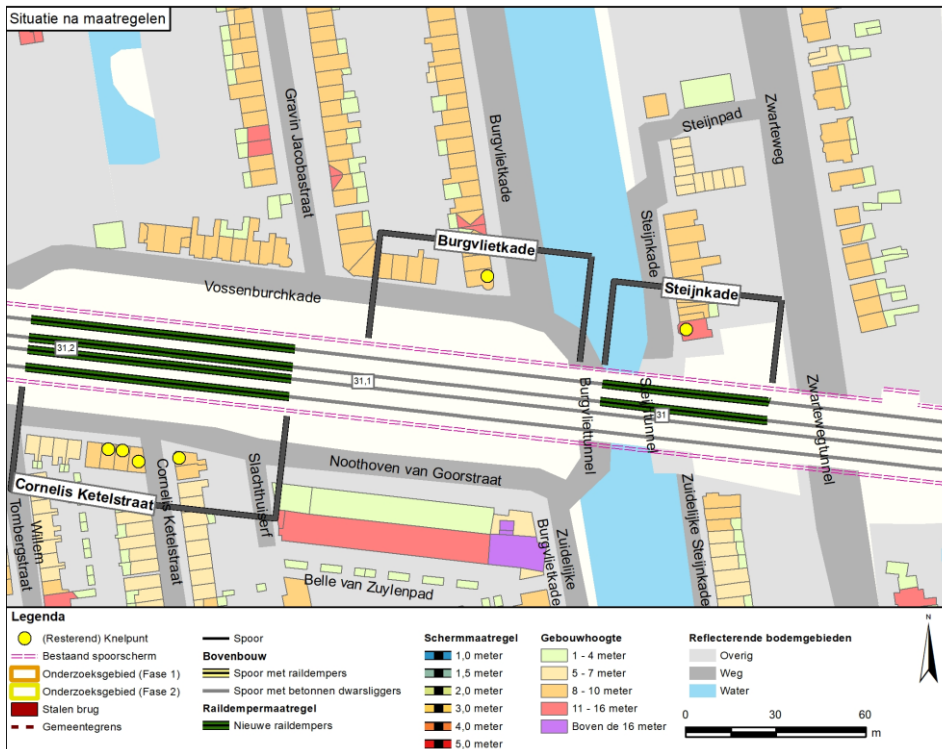 Situatie na maatregelen
Gravin Jacobastraat
Burgvlietkade
Steijnpad
Zwarteweg
Burgvlietkade
Steijnkade
Steijnkade
Vossenburchkade
31,2
31,1
31
Burgvliettunnel
Steijntunnel
Zwartewegtunnel
Noothoven van Goorstraat
Cornelis Ketelstraat
Cornelis Ketelstraat
Slachthuiserf
Willem
Tombergstraat
Belle van Zuylenpad
Zuidelijke
Burgvlietkade
Zuidelijke Steijnkade
Legenda
(Resterend) Knelpunt
Bestaand spoorscherm
Onderzoeksgebied (Fase 1)
Onderzoeksgebied (Fase 2)
Stalen brug
Gemeentegrens
Spoor
Bovenbouw
Spoor met raildempers
Spoor met betonnen dwarsliggers
Raildempermaatregel
Nieuwe raildempers
Schermmaatregel
1,0 meter
1,5 meter
2,0 meter
3,0 meter
4,0 meter
5,0 meter
Gebouwhoogte
1 - 4 meter
5 - 7 meter
8 - 10 meter
11 - 16 meter
Boven de 16 meter
Reflecterende bodemgebieden
Overig
Weg
Water
N
0 30 60
m